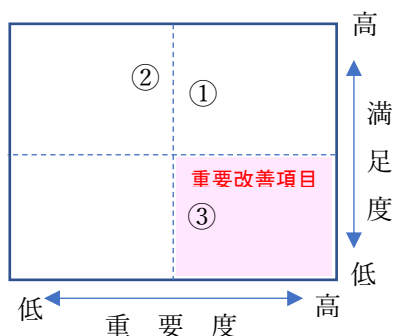 高
②
①
満足度
重要改善項目
③
低
低
高
重 要 度